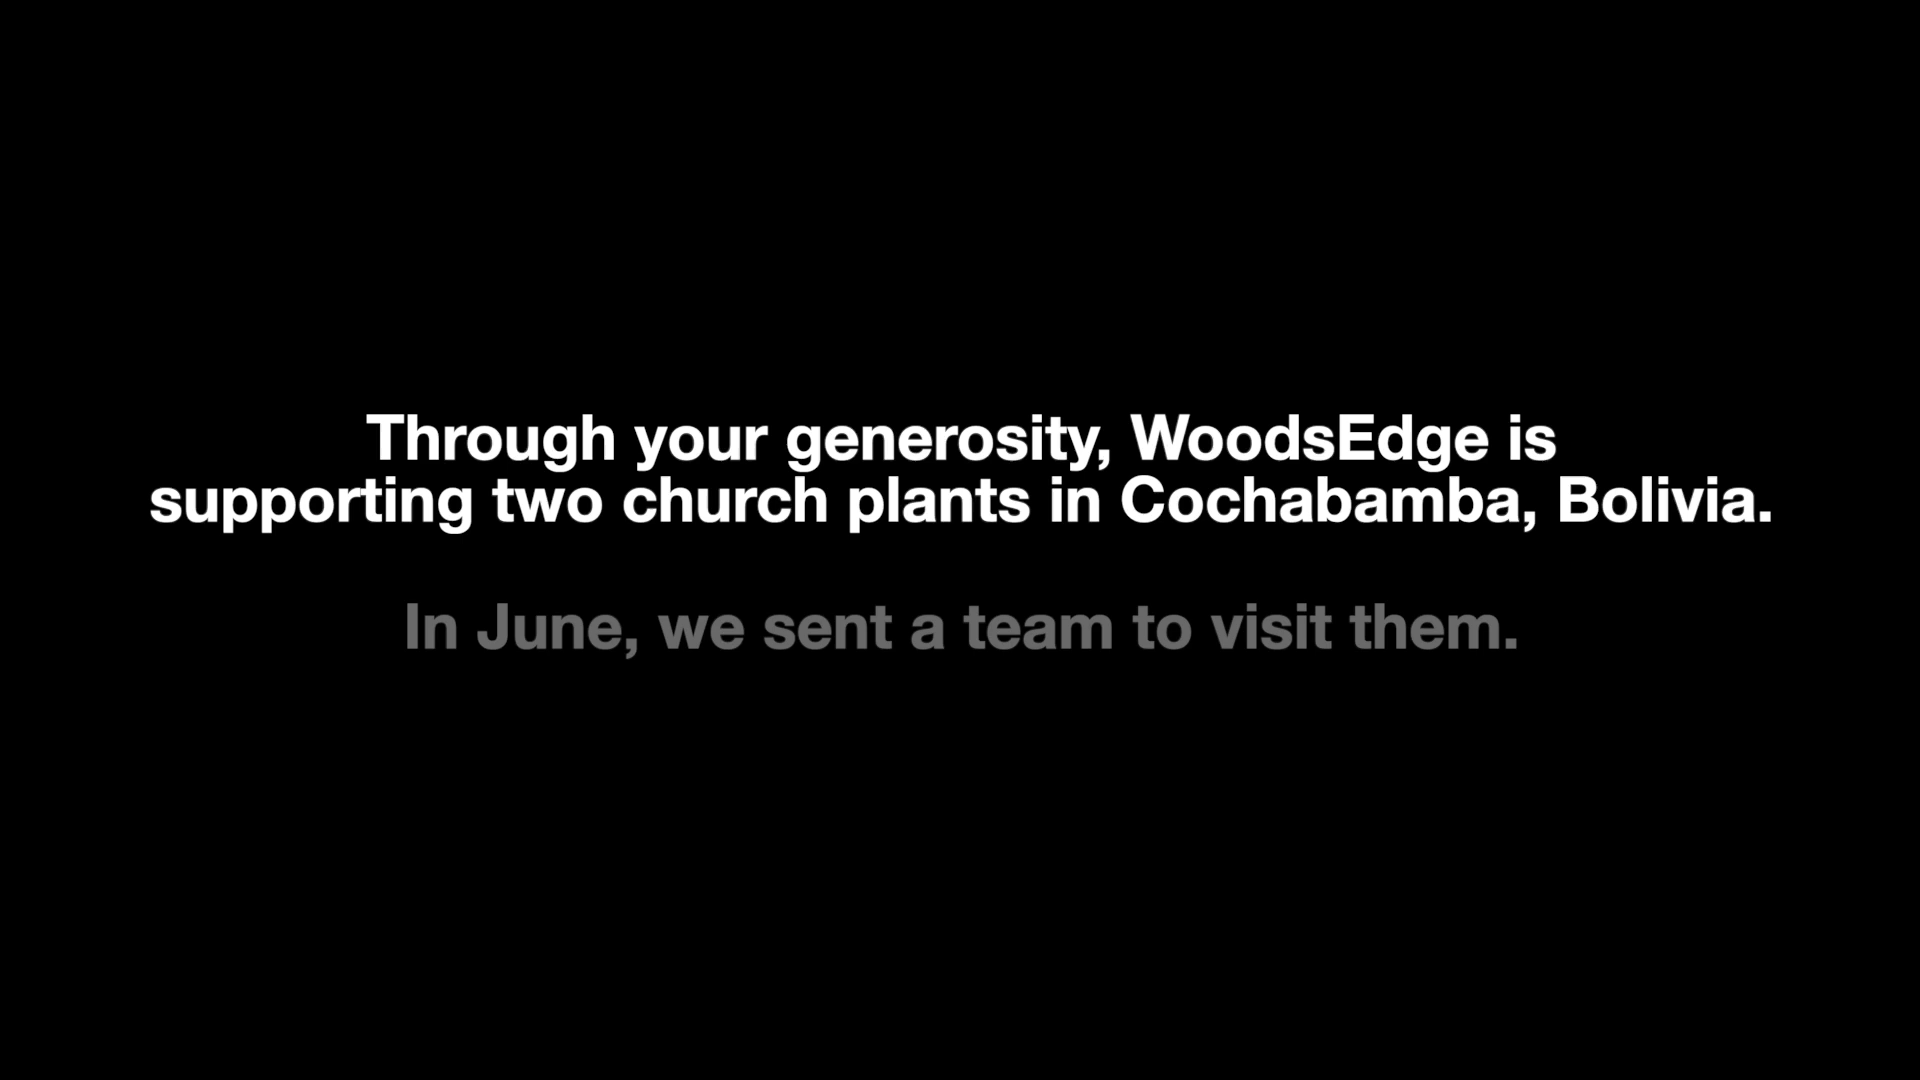 Through your generosity, WoodsEdge is
supporting two church plants in Cochabamba, Bolivia.
In June, we sent a team to visit them.